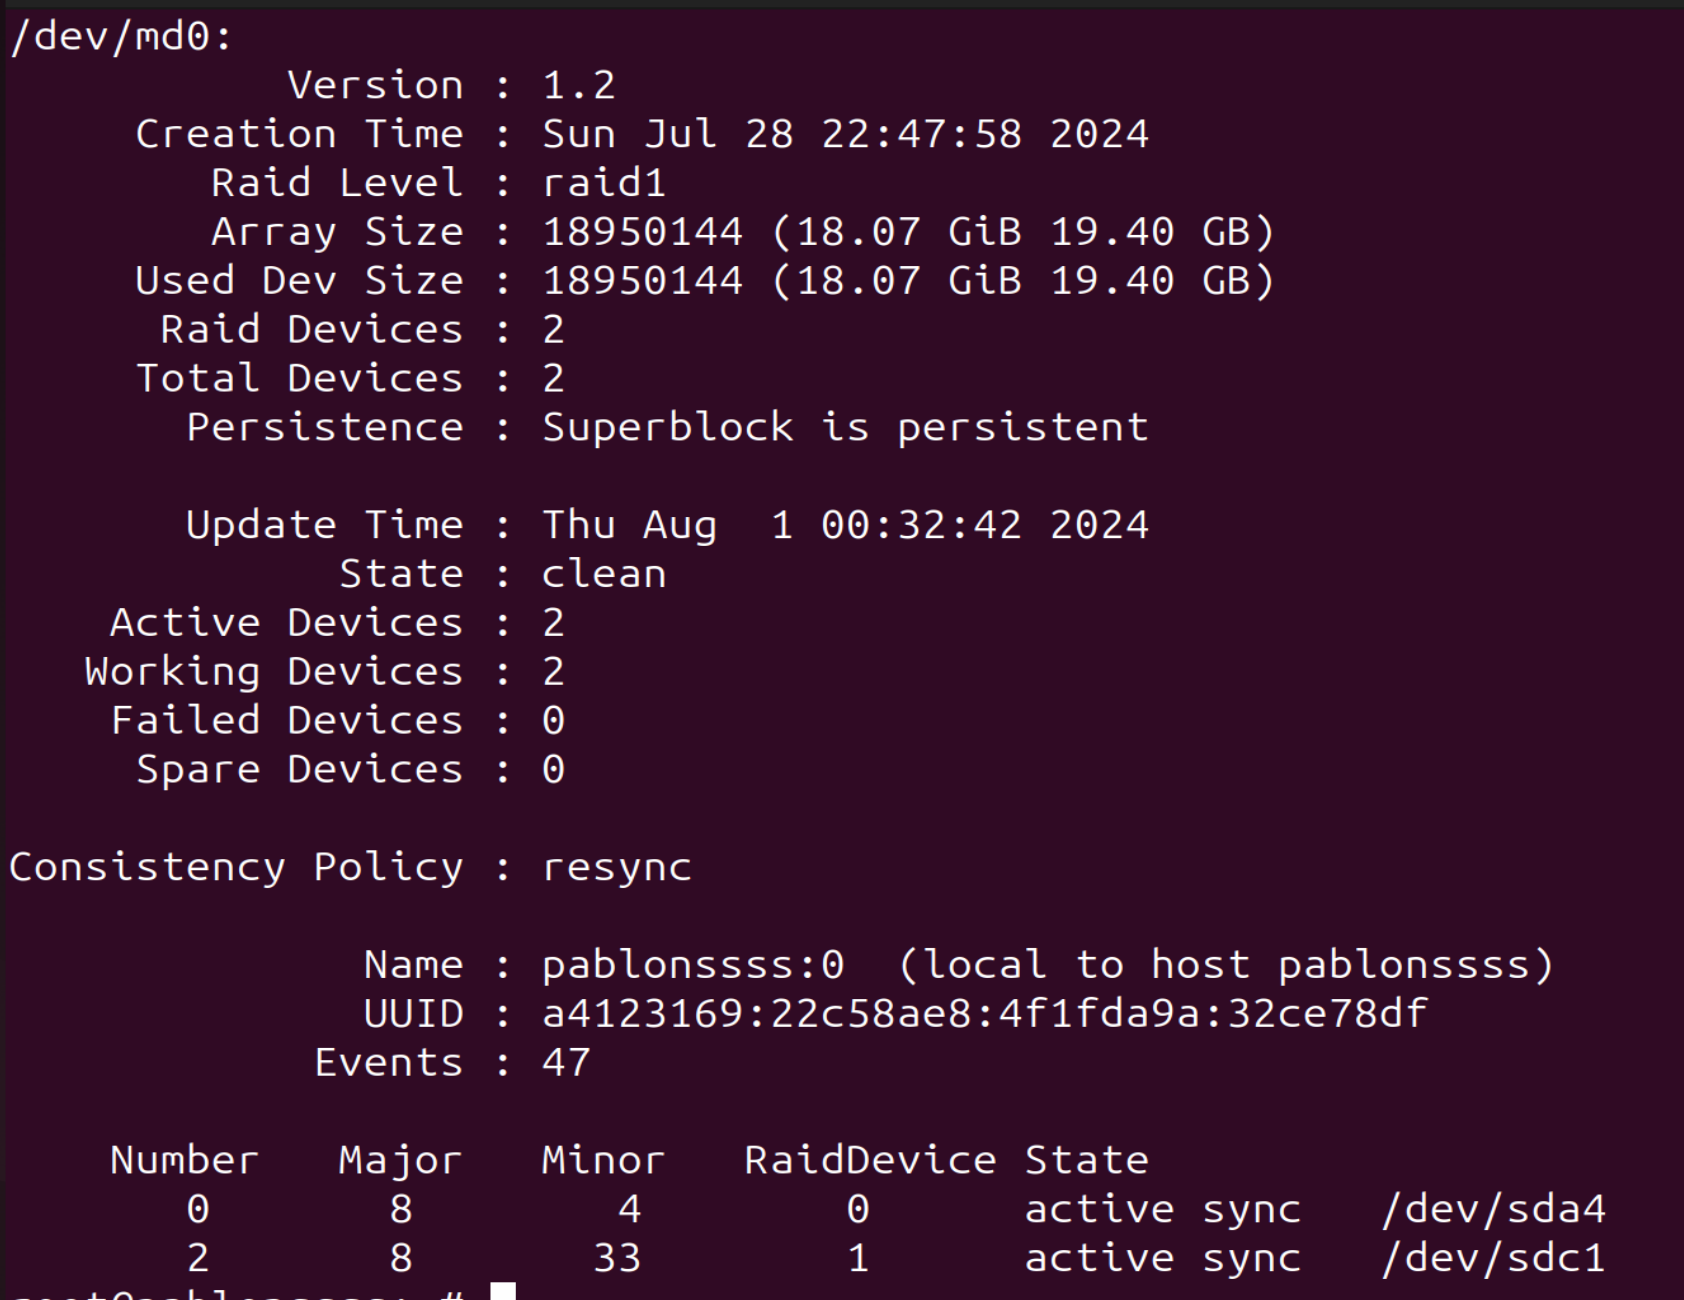 /dev/md0:
Version : 1.2
Creation Time : Sun Jul 28 22:47:58 2024
Raid Level : raid1
Array Size : 18950144 (18.07 GiB 19.40 GB)
Used Dev Size : 18950144 (18.07 GiB 19.40 GB)
Raid Devices : 2
Total Devices : 2
Persistence : Superblock is persistent
Update Time : Thu Aug  1 00:32:42 2024
State : clean
Active Devices : 2
Working Devices : 2
Failed Devices : 0
Spare Devices : 0
Consistency Policy : resync
Name : pablonssss:0  (local to host pablonssss)
UUID : a4123169:22c58ae8:4f1fda9a:32ce78df
Events : 47
Number   Major   Minor   RaidDevice State
0       8        4        0      active sync   /dev/sda4
2       8       33        1      active sync   /dev/sdc1